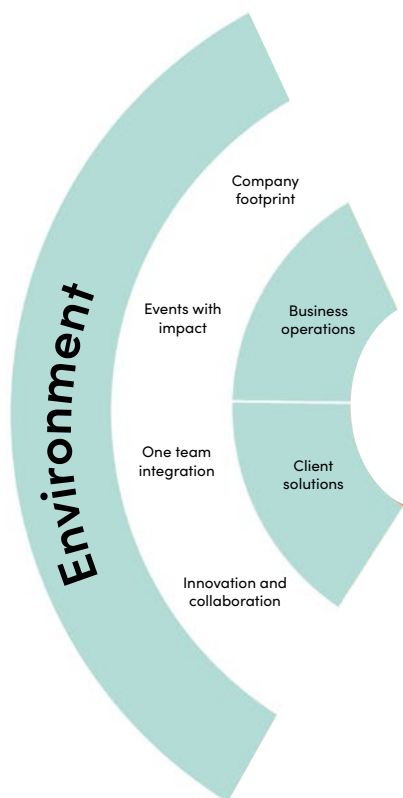 Environment
Company
footprint
Events with
impact
One team
integration
Innovation and
collaboration
Business
operations
Client
solutions